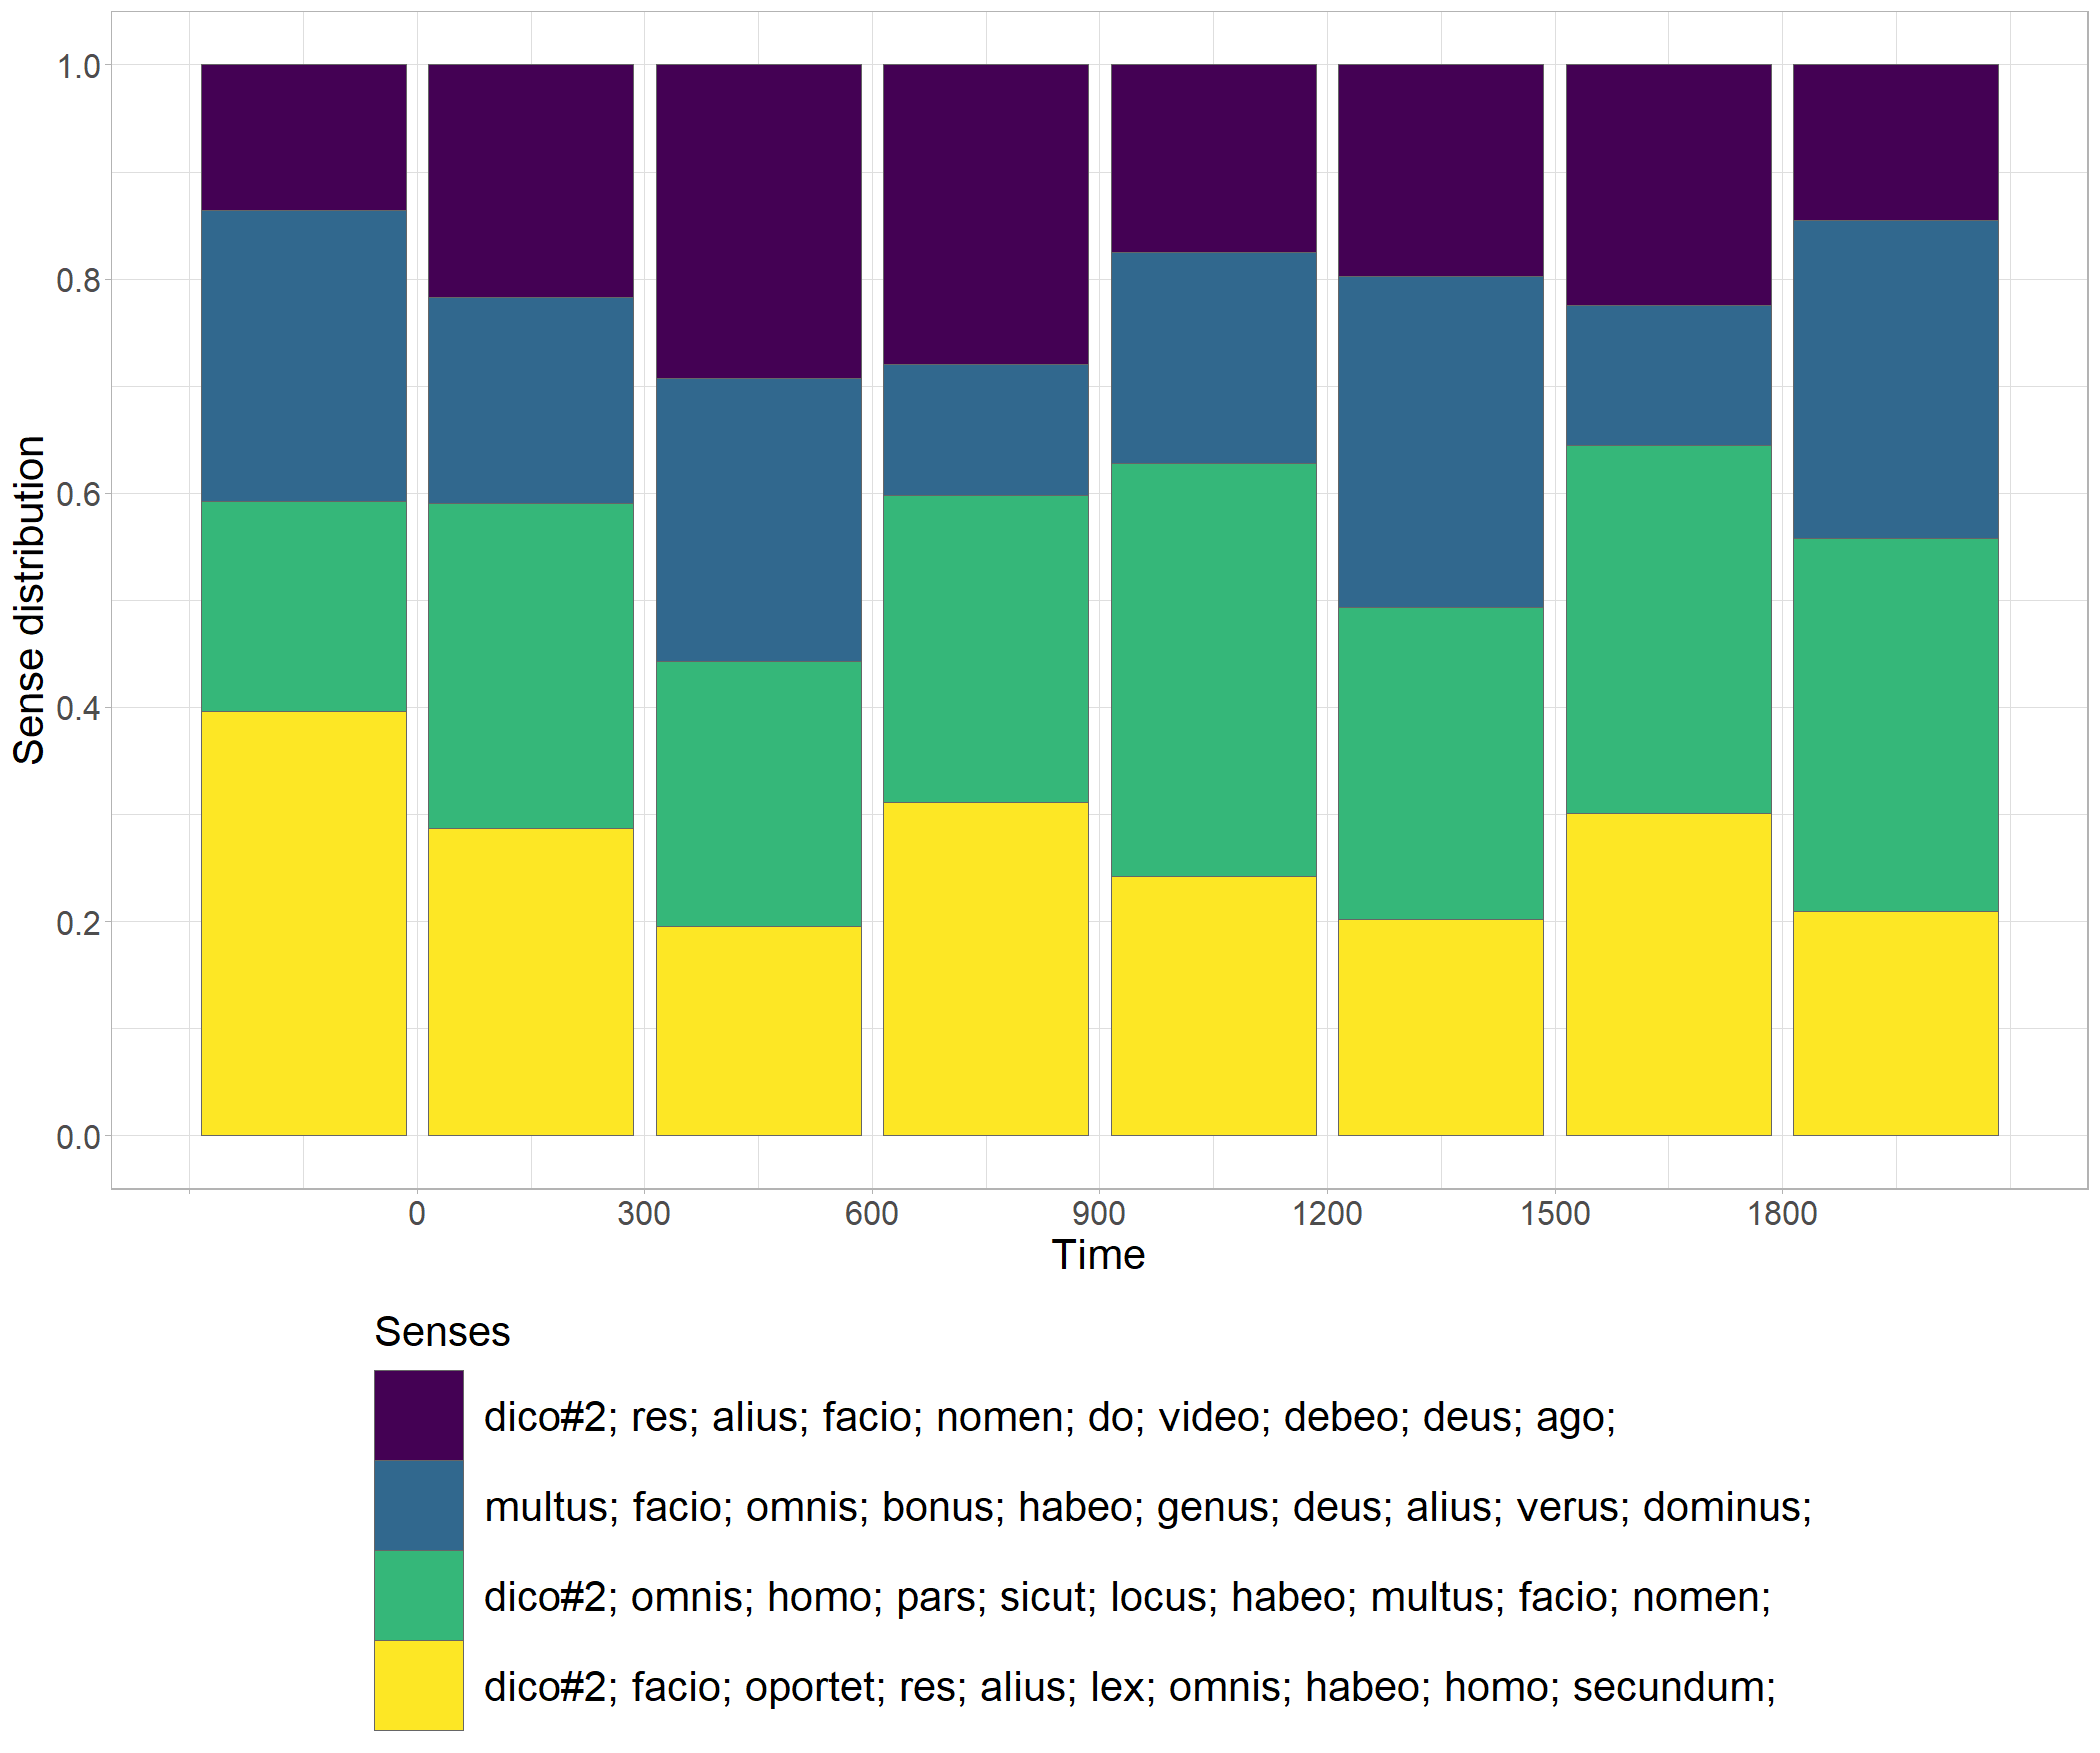 1.0
0.8
0.6
0.4
0.2
0.0
Sense distribution
0 300 600 900 1200 1500 1800
Time
Senses
dico#2; res; alius; facio; nomen; do; video; debeo; deus; ago;
multus; facio; omnis; bonus; habeo; genus; deus; alius; verus; dominus;
dico#2; omnis; homo; pars; sicut; locus; habeo; multus; facio; nomen;
dico#2; facio; oportet; res; alius; lex; omnis; habeo; homo; secundum;